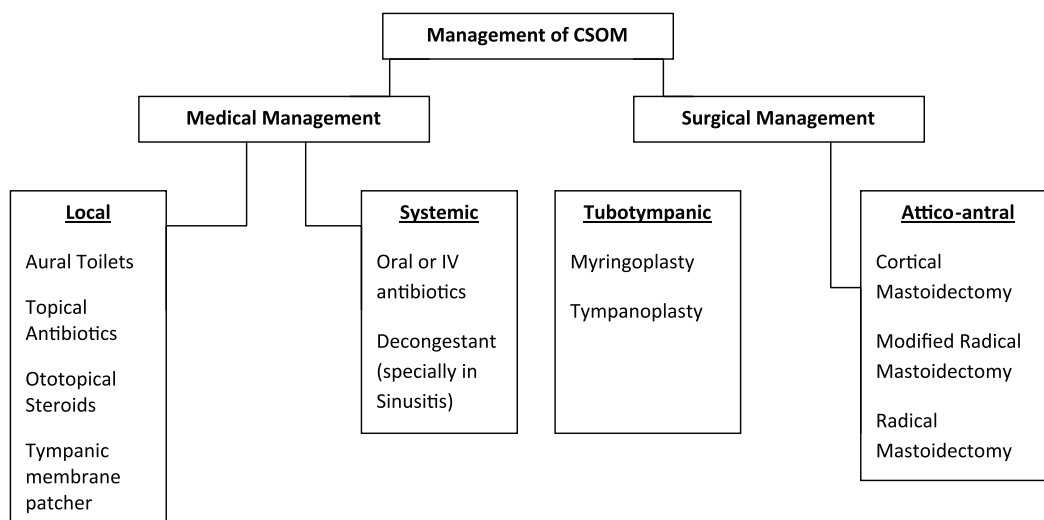 Management of CSOM
Medical Management
Surgical Management
Local
Aural Toilets
Topical
Antibiotics
Ototopical
Steroids
Tympanic
membrane
patcher
Systemic
Oral or IV
antibiotics
Decongestant
(specially in
Sinusitis)
Tubotympanic
Myringoplasty
Tympanoplasty
Attico-antral
Cortical
Mastoidectomy
Modified Radical
Mastoidectomy
Radical
Mastoidectomy